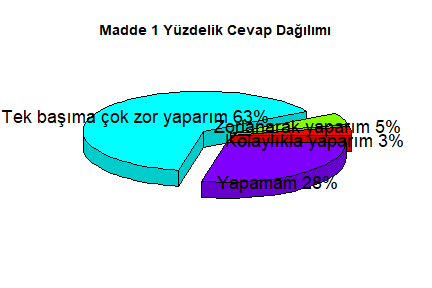 Madde 1 Yüzdelik Cevap Dağılımı
Tek başıma çok zor yaparım 63%
Zorlanarak yaparım 5%
Kolaylıkla yaparım 3%
Yapamam 28%